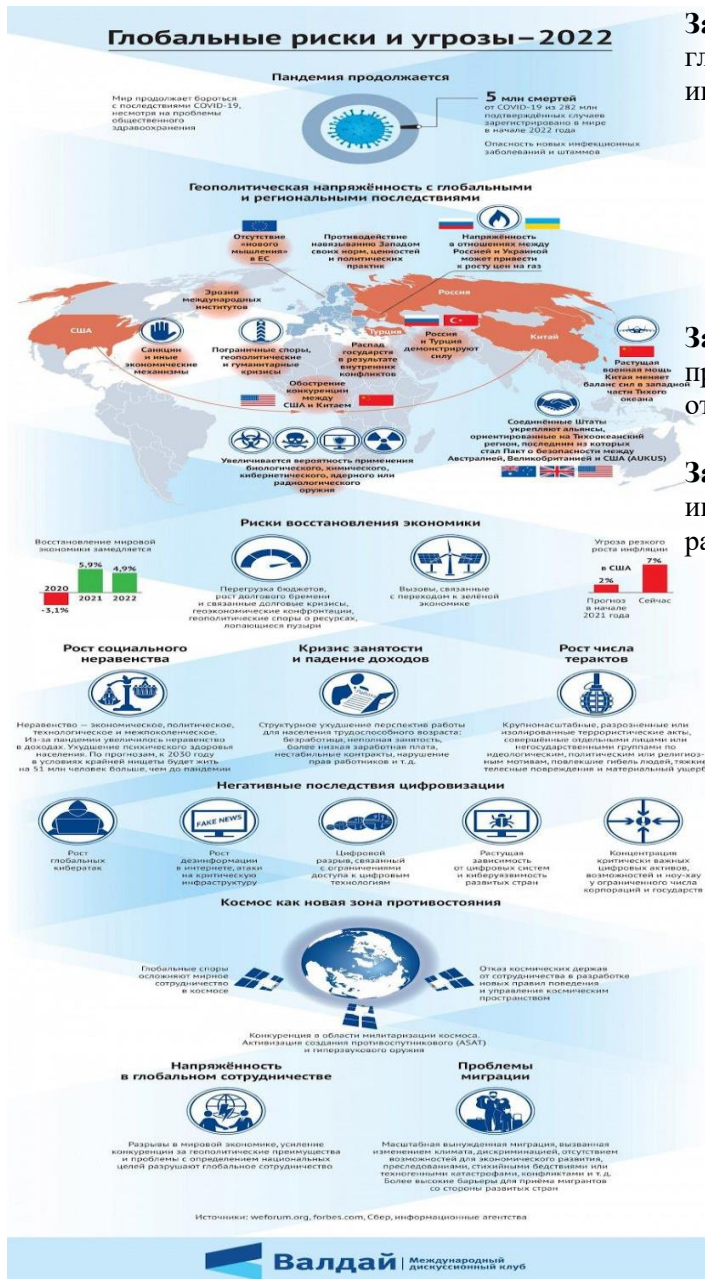 Глобальные риски и угрозы–2022
Пандемия продолжается
Мир продолжает бороться
с последствиями COVID-19,
несмотря на проблемы
общественного
здравоохранения
5 млн смертей
от COVID-19 из 282 млн
подтверждённых случаев
зарегистрировано в мире
в начале 2022 года
Опасность новых инфекционных
заболеваний и штаммов
Геополитическая напряжённость с глобальными
и региональными последствиями
Отсутствие
«нового
мышления»
в ЕС
Противодействие
навязыванию Западом
своих норм, ценностей
и политических
практик
Напряжённость
в отношениях между
Россией и Украиной
может привести
к росту цен на газ
Эрозия
международных
институтов
Россия
США
Турция
Китай
Санкции
и иные
экономические
механизмы
Пограничные споры,
геополитические
и гуманитарные
кризисы
Распад
государств
в результате
внутренних
конфликтов
Россия
и Турция
демонстрируют
силу
Растущая
военная мощь
Китая меняет
баланс сил в западной
части Тихого
океана
Обострение
конкуренции
между
США и Китаем
Соединённые Штаты
укрепляют альянсы,
ориентированные на Тихоокеанский
регион, последним из которых
стал Пакт о безопасности между
Австралией, Великобританией и США (AUKUS)
Увеличивается вероятность применения
биологического, химического,
кибернетического, ядерного или
радиологического
оружия
Риски восстановления экономики
Восстановление мировой
экономики замедляется
2020
-3,1%
5,9%
2021
4,9%
2022
Перегрузка бюджетов,
рост долгового бремени
и связанные долговые кризисы,
геоэкономические конфронтации,
геополитические споры о ресурсах,
лопающиеся пузыри
Вызовы, связанные
с переходом к зелёной
экономике
Угроза резкого
роста инфляции
в США
2%
7%
Прогноз
в начале
2021 года
Сейчас
Рост социального
неравенства
Неравенство — экономическое, политическое,
технологическое и межпоколенческое.
Из-за пандемии увеличилось неравенство
в доходах. Ухудшение психического здоровья
населения. По прогнозам, к 2030 году
в условиях крайней нищеты будет жить
на 51 млн человек больше, чем до пандемии
Кризис занятости
и падение доходов
Структурное ухудшение перспектив работы
для населения трудоспособного возраста:
безработица, неполная занятость,
более низкая заработная плата,
нестабильные контракты, нарушение
прав работников и т. д.
Рост числа
терактов
Крупномасштабные, разрозненные или
изолированные террористические акты,
совершённые отдельными лицами или
негосударственными группами по
идеологическим, политическим или религиоз-
ным мотивам, повлекшие гибель людей, тяжкие
телесные повреждения и материальный ущерб
Негативные последствия цифровизации
Рост
глобальных
кибератак
FAKE NEWS
Рост
дезинформации
в интернете, атаки
на критическую
инфраструктуру
Цифровой
разрыв, связанный
с ограничениями
доступа к цифровым
технологиям
Растущая
зависимость
от цифровых систем
и киберуязвимость
развитых стран
Концентрация
критически важных
цифровых активов,
возможностей и ноу-хау
у ограниченного числа
корпораций и государств
Космос как новая зона противостояния
Глобальные споры
осложняют мирное
сотрудничество
в космосе
Отказ космических держав
от сотрудничества в разработке
новых правил поведения
и управления космическим
пространством
Конкуренция в области милитаризации космоса.
Активизация создания противоспутникового (ASAT)
и гиперзвукового оружия
Напряжённость
в глобальном сотрудничестве
Разрывы в мировой экономике, усиление
конкуренции за геополитические преимущества
и проблемы с определением национальных
целей разрушают глобальное сотрудничество
Проблемы
миграции
Масштабная вынужденная миграция, вызванная
изменением климата, дискриминацией, отсутствием
возможностей для экономического развития,
преследованиями, стихийными бедствиями или
техногенными катастрофами, конфликтами и т. д.
Более высокие барьеры для приёма мигрантов
со стороны развитых стран
Источники: weforum.org, forbes.com, Сбер, информационные агентства
Валдай
Международный
дискуссионный клуб
За
гл
ин
За
пр
от
За
ин
ра